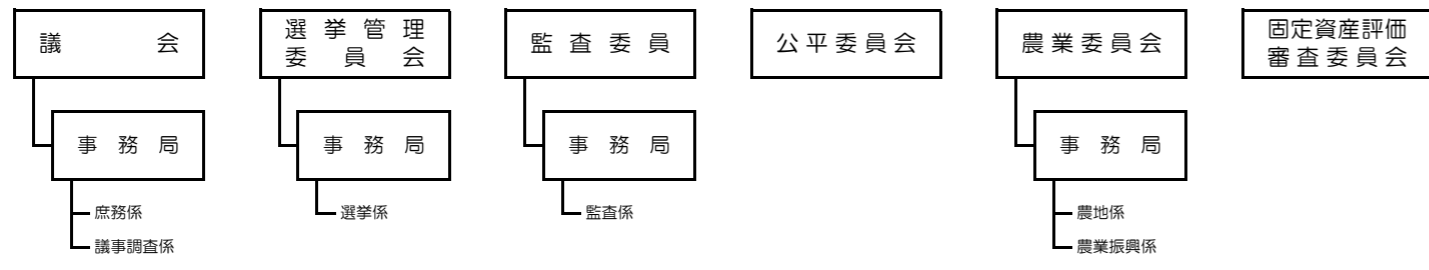 議会
事務局
庶務係
議事調査係
選挙管理
委員会
事務局
選挙係
監査委員
事務局
監査係
公平委員会
農業委員会
事務局
農地係
農業振興係
固定資産評価
審査委員会